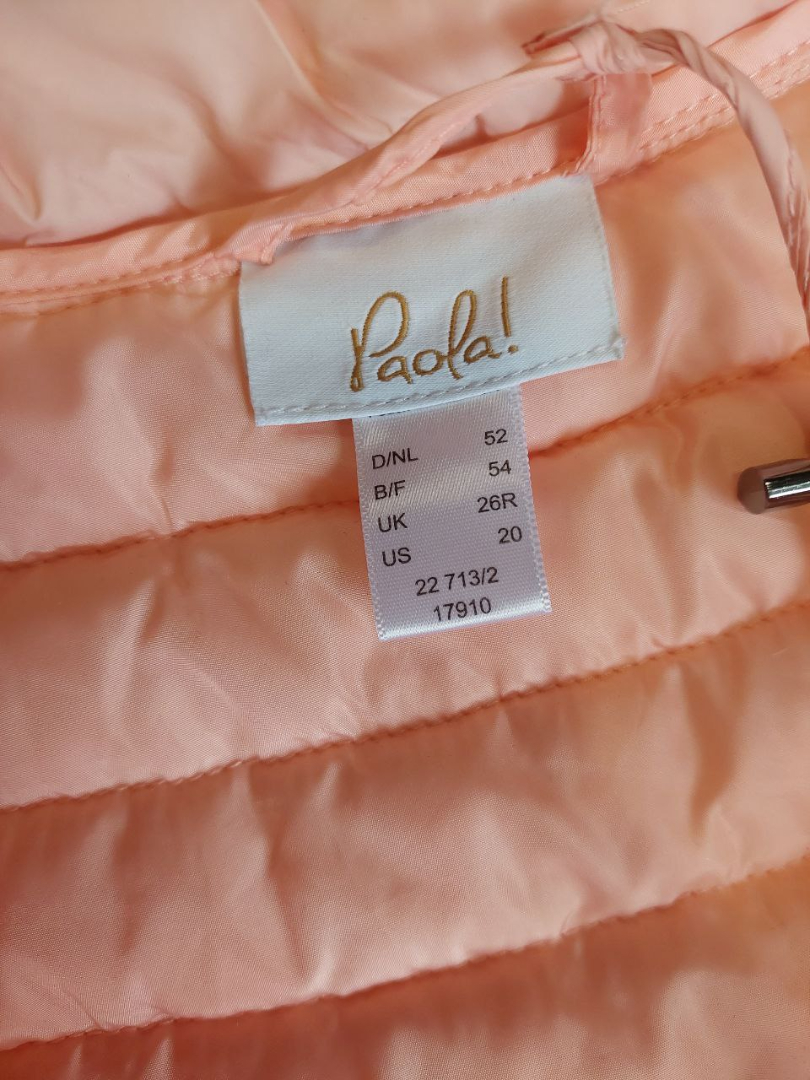 Paola!
D/NL 52
B/F 54
UK 26R
US 20
22 713/2
17910